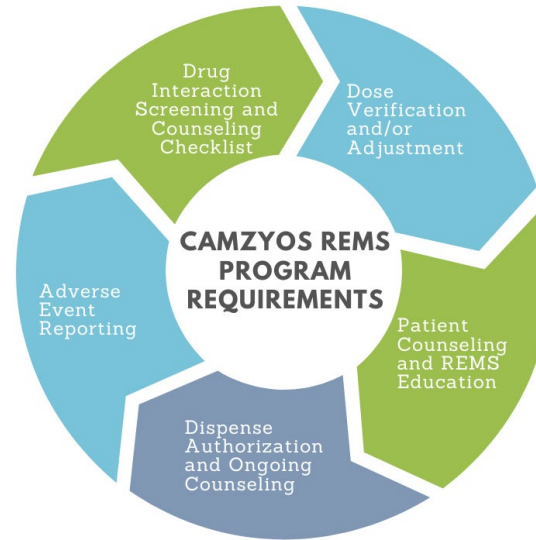 CAMZYOS REMS
PROGRAM
REQUIREMENTS
Drug
Interaction
Screening and
Counseling
Checklist
Dose
Verification
and/or
Adjustment
Patient
Counseling
and REMS
Education
Dispense
Authorization
and Ongoing
Counseling
Adverse
Event
Reporting